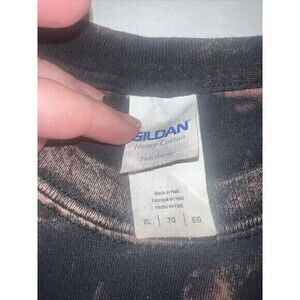 GILDAN
Heavy Cotton
TearAway
Made in Haiti
Fabriqué en Haïti
Hecho en Haití
XL | TG | EG